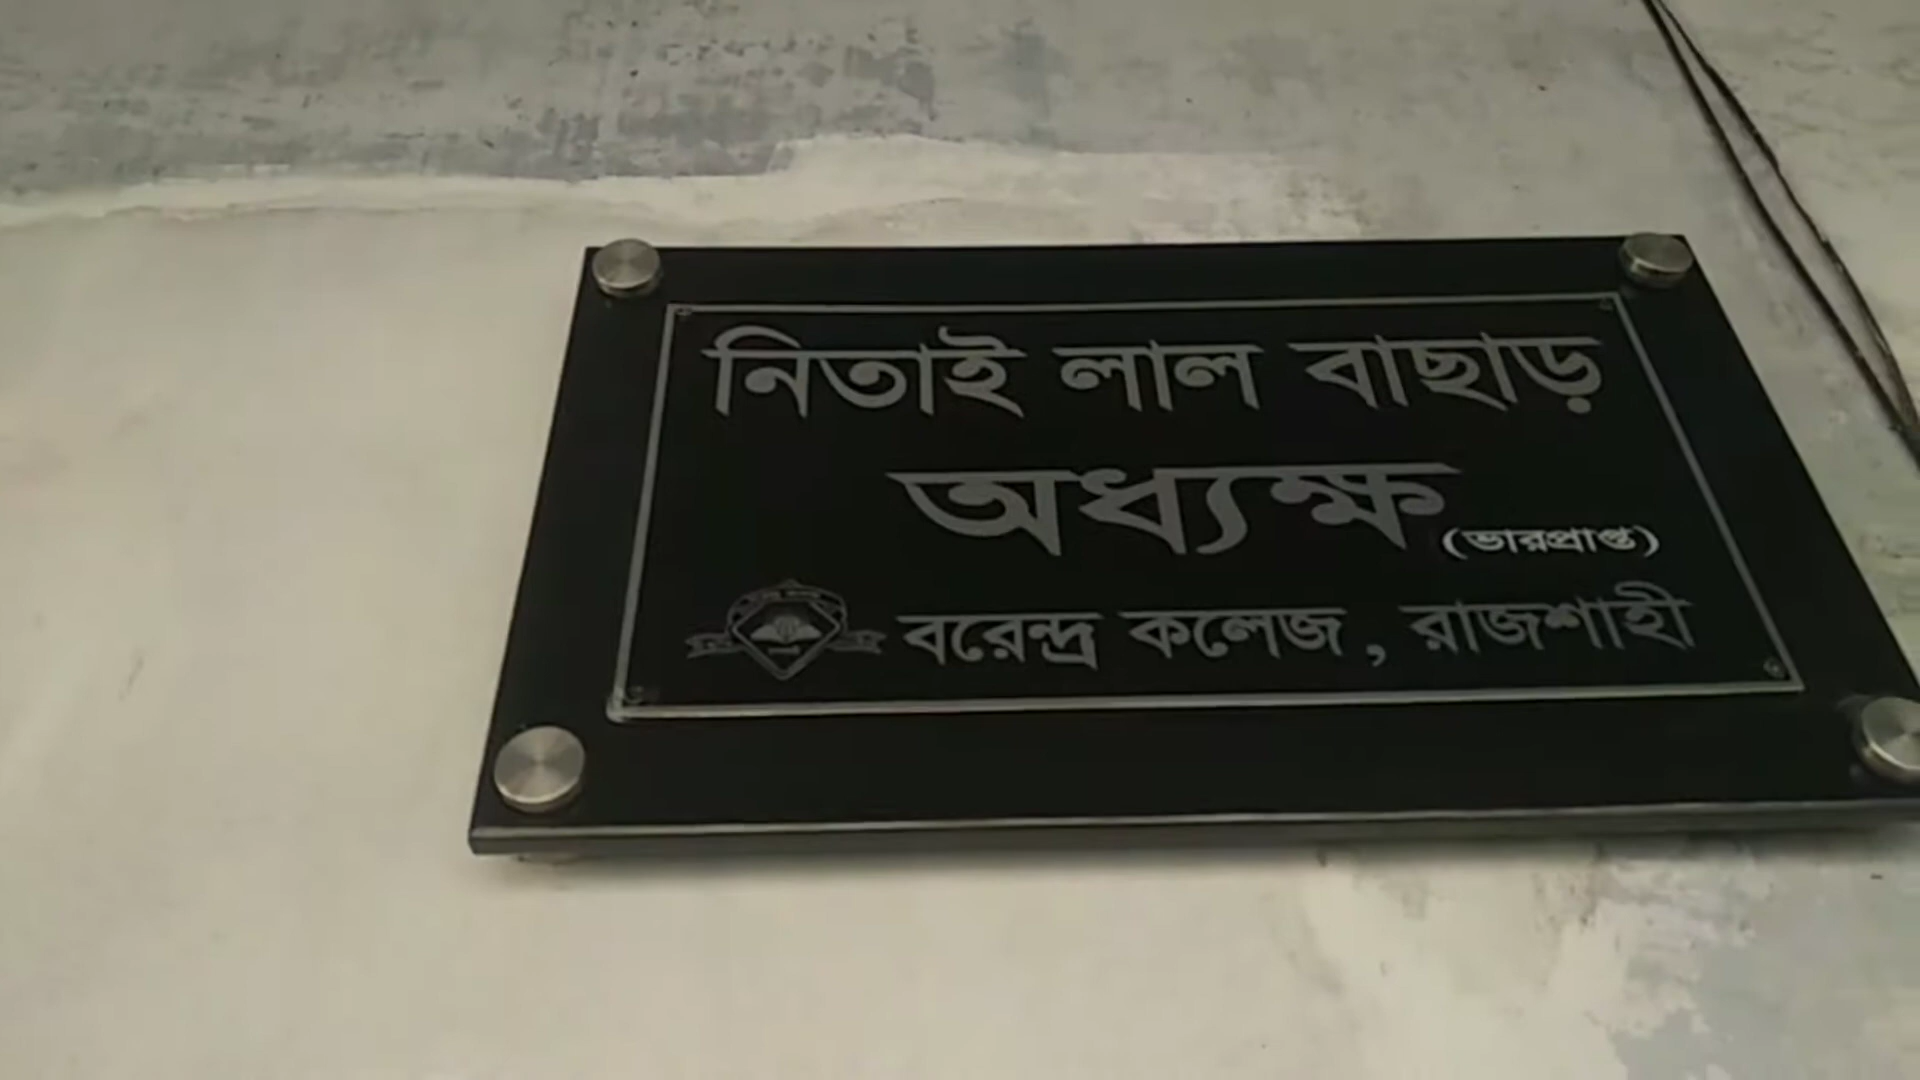 নিতাই লাল বাছাড়
অধ্যক্ষ (ভারপ্রাপ্ত)
বরেন্দ্র কলেজ, রাজশাহী